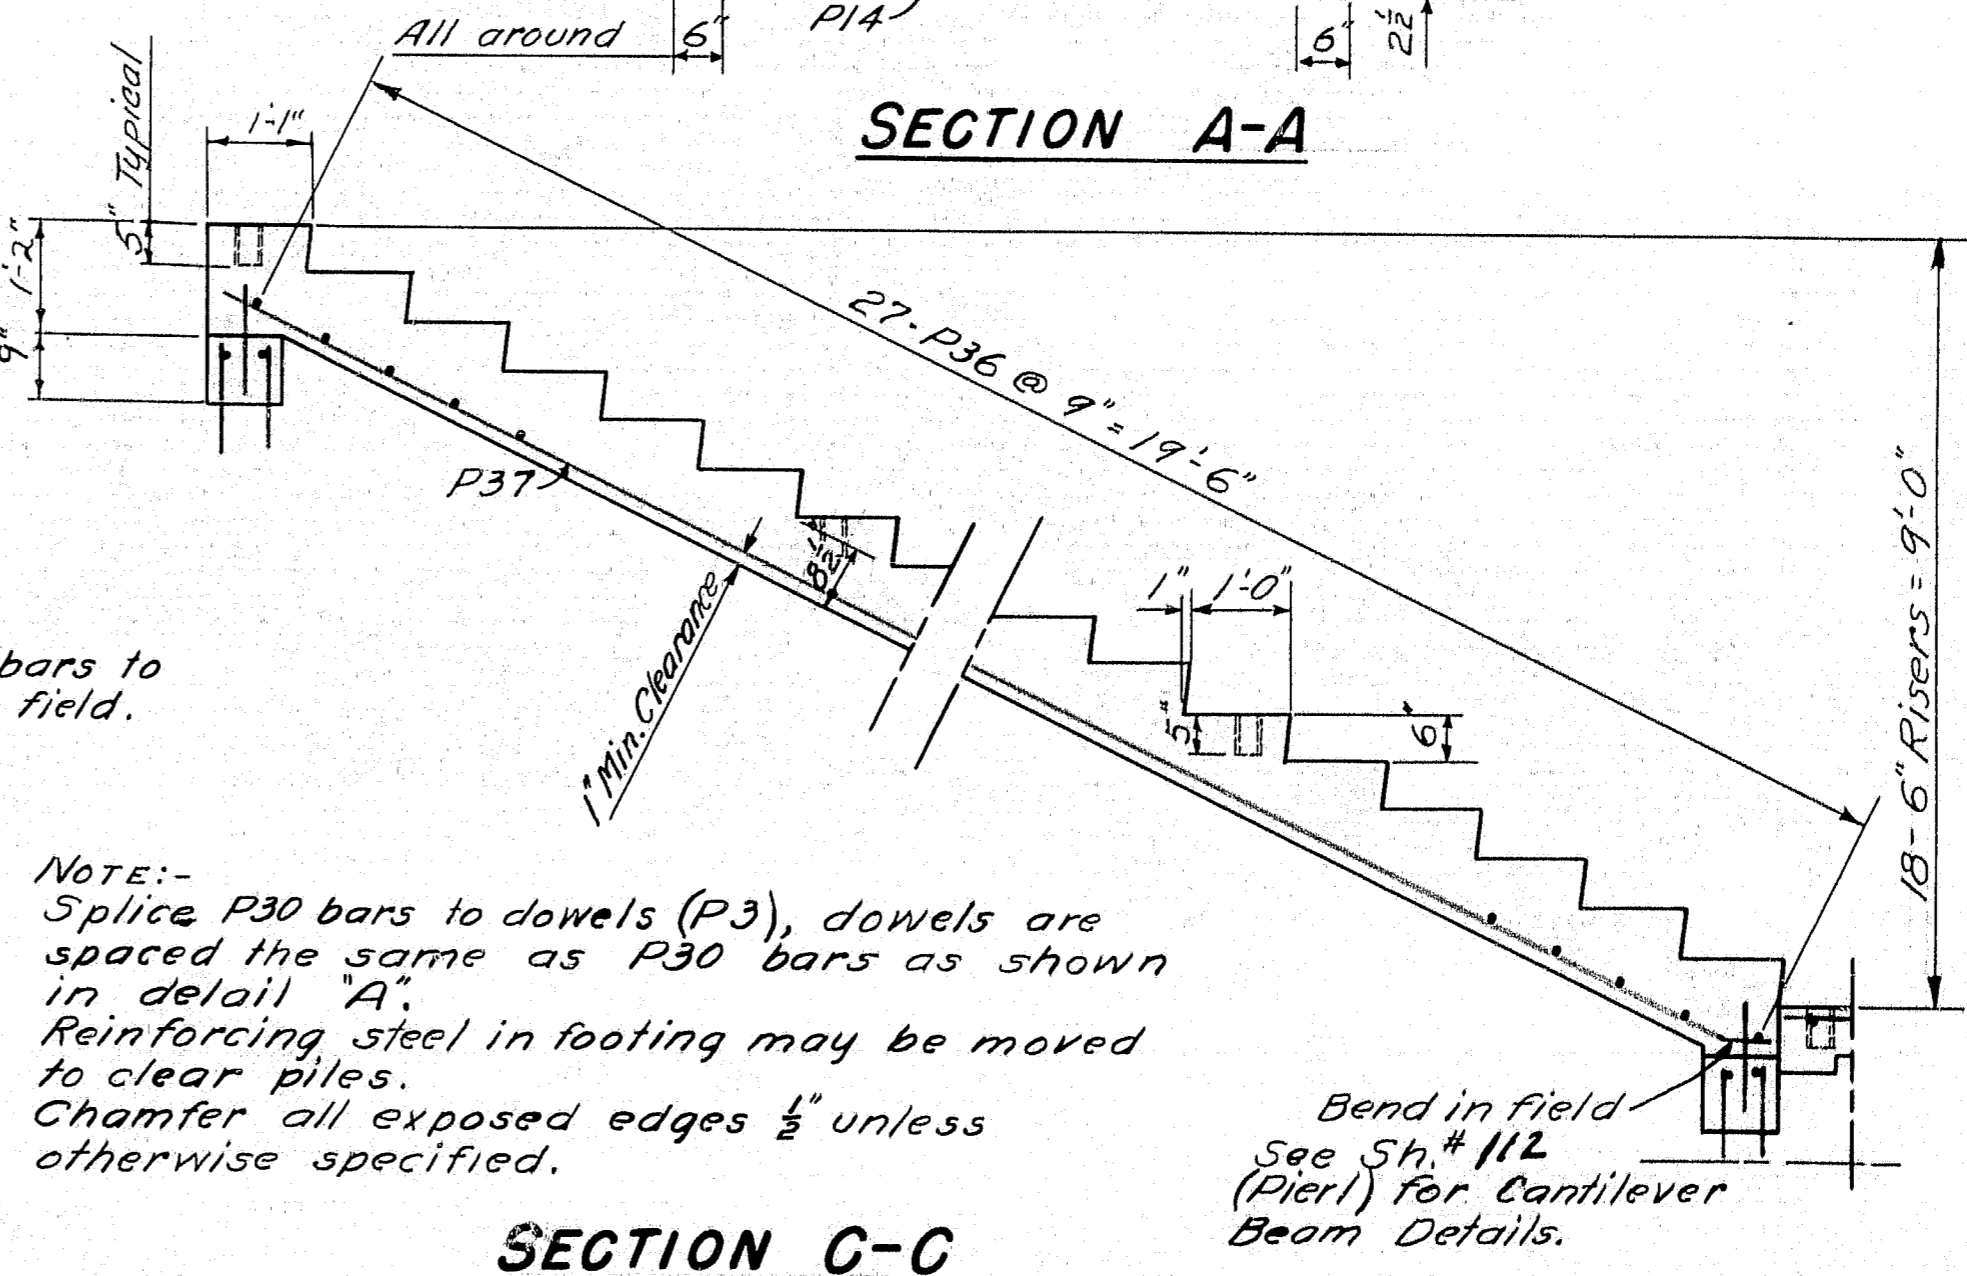 All around
6"
P14
6"
2½
SECTION A-A
5" Typical
1'-1"
1'-2"
9"
27-P36 @ 9" = 19'-6"
P37
8½"
1" Min. Clearance
1" 1'-0"
5"
6"
18-6" Risers = 9'-0"
bars to
field.
NOTE:-
Splice P30 bars to dowels (P3), dowels are
spaced the same as P30 bars as shown
in detail "A".
Reinforcing steel in footing may be moved
to clear piles.
Chamfer all exposed edges ½" unless
otherwise specified.
Bend in field
See Sh.# 112
(Pier1) for Cantilever
Beam Details.
SECTION C-C